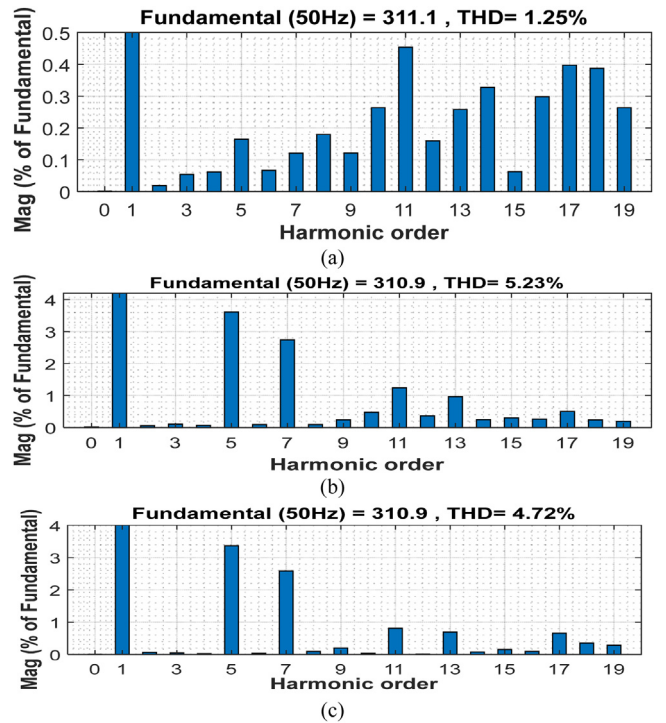 Fundamental (50Hz) = 311.1 , THD= 1.25%
Mag (% of Fundamental)
0.5
0.4
0.3
0.2
0.1
0
0 1 3 5 7 9 11 13 15 17 19
Harmonic order
(a)
Fundamental (50Hz) = 310.9 , THD= 5.23%
Mag (% of Fundamental)
4
3
2
1
0
0 1 3 5 7 9 11 13 15 17 19
Harmonic order
(b)
Fundamental (50Hz) = 310.9 , THD= 4.72%
Mag (% of Fundamental)
4
3
2
1
0
0 1 3 5 7 9 11 13 15 17 19
Harmonic order
(c)